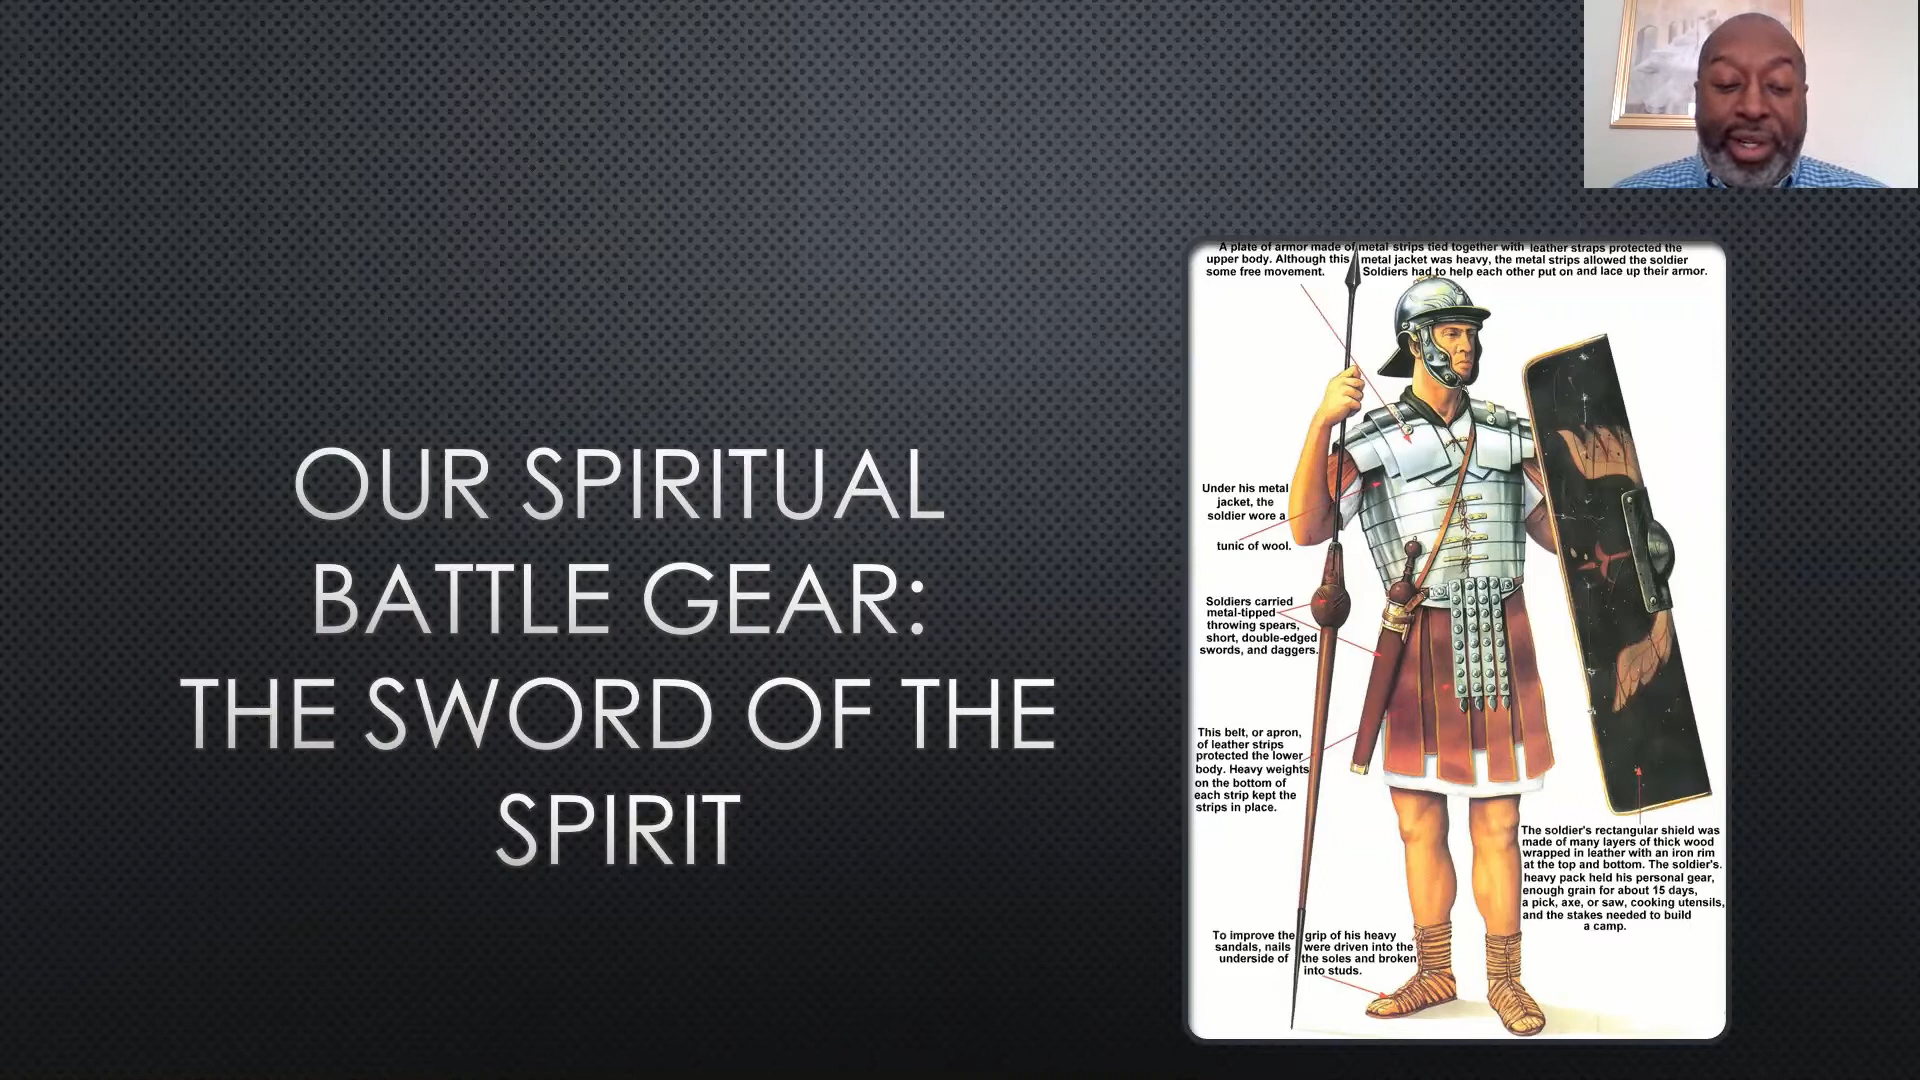 OUR SPIRITUAL
BATTLE GEAR:
THE SWORD OF THE
SPIRIT
A plate of armor made of metal strips tied together with leather straps protected the
upper body. Although this metal jacket was heavy, the metal strips allowed the soldier
some free movement. Soldiers had to help each other put on and lace up their armor.
Under his metal
jacket, the
soldier wore a
tunic of wool.
Soldiers carried
metal-tipped
throwing spears,
short, double-edged
swords, and daggers.
This belt, or apron,
of leather strips
protected the lower
body. Heavy weights
on the bottom of
each strip kept the
strips in place.
The soldier's rectangular shield was
made of many layers of thick wood
wrapped in leather with an iron rim
at the top and bottom. The soldier's.
heavy pack held his personal gear,
enough grain for about 15 days,
a pick, axe, or saw, cooking utensils,
and the stakes needed to build
a camp.
To improve the grip of his heavy
sandals, nails were driven into the
underside of the soles and broken
into studs.